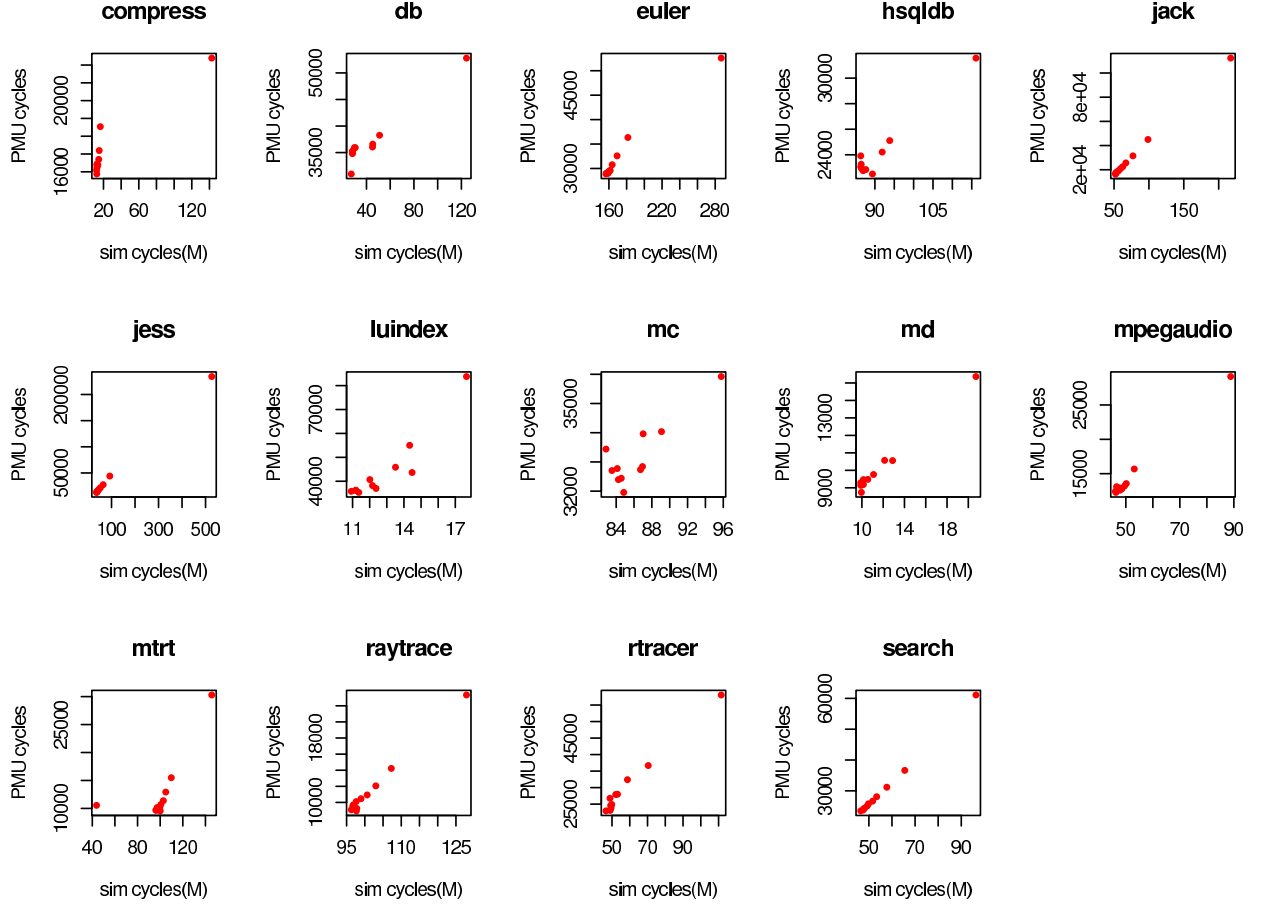 compress db euler hsqldb jack
PMU cycles PMU cycles PMU cycles PMU cycles PMU cycles
16000 20000 35000 50000 30000 45000 24000 30000 2e+04 8e+04
20 60 120 40 80 120 160 220 280 90 105 50 150
sim cycles(M) sim cycles(M) sim cycles(M) sim cycles(M) sim cycles(M)
jess luindex mc md mpegaudio
PMU cycles PMU cycles PMU cycles PMU cycles PMU cycles
50000 200000 40000 70000 32000 35000 9000 13000 15000 25000
100 300 500 11 14 17 84 88 92 96 10 14 18 50 70 90
sim cycles(M) sim cycles(M) sim cycles(M) sim cycles(M) sim cycles(M)
mtrt raytrace rtracer search
PMU cycles PMU cycles PMU cycles PMU cycles
10000 25000 10000 18000 25000 45000 30000 60000
40 80 120 95 110 125 50 70 90 50 70 90
sim cycles(M) sim cycles(M) sim cycles(M) sim cycles(M)